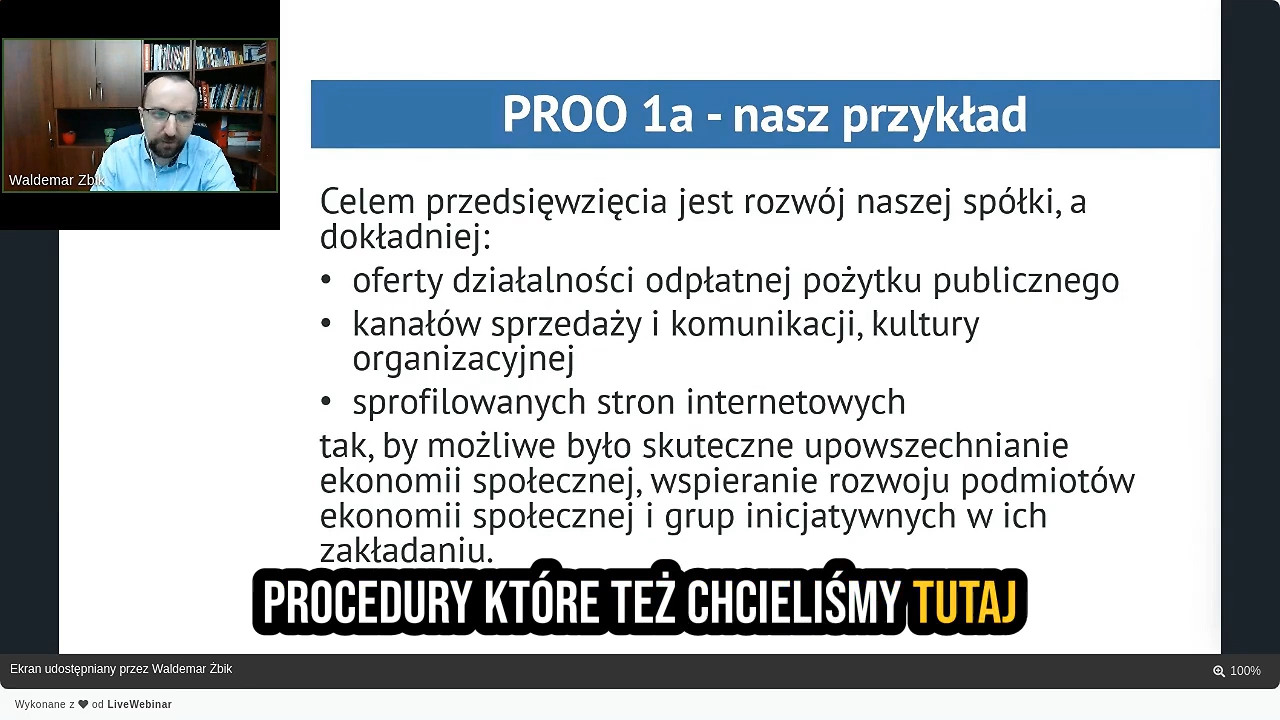 PROO 1a - nasz przykład
Waldemar Żbik
Celem przedsięwzięcia jest rozwój naszej spółki, a
dokładniej:
• oferty działalności odpłatnej pożytku publicznego
• kanałów sprzedaży i komunikacji, kultury
organizacyjnej
• sprofilowanych stron internetowych
tak, by możliwe było skuteczne upowszechnianie
ekonomii społecznej, wspieranie rozwoju podmiotów
ekonomii społecznej i grup inicjatywnych w ich
zakładaniu.
PROCEDURY KTÓRE TEŻ CHCIELIŚMY TUTAJ
Ekran udostępniany przez Waldemar Żbik
100%
Wykonane z ❤ od LiveWebinar